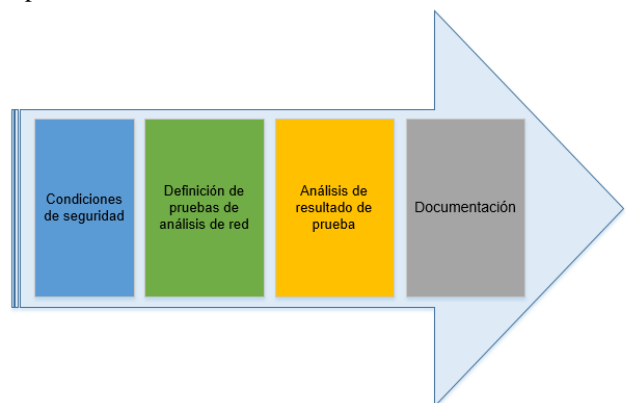 Condiciones
de seguridad
Definición de
pruebas de
análisis de red
Análisis de
resultado de
prueba
Documentación